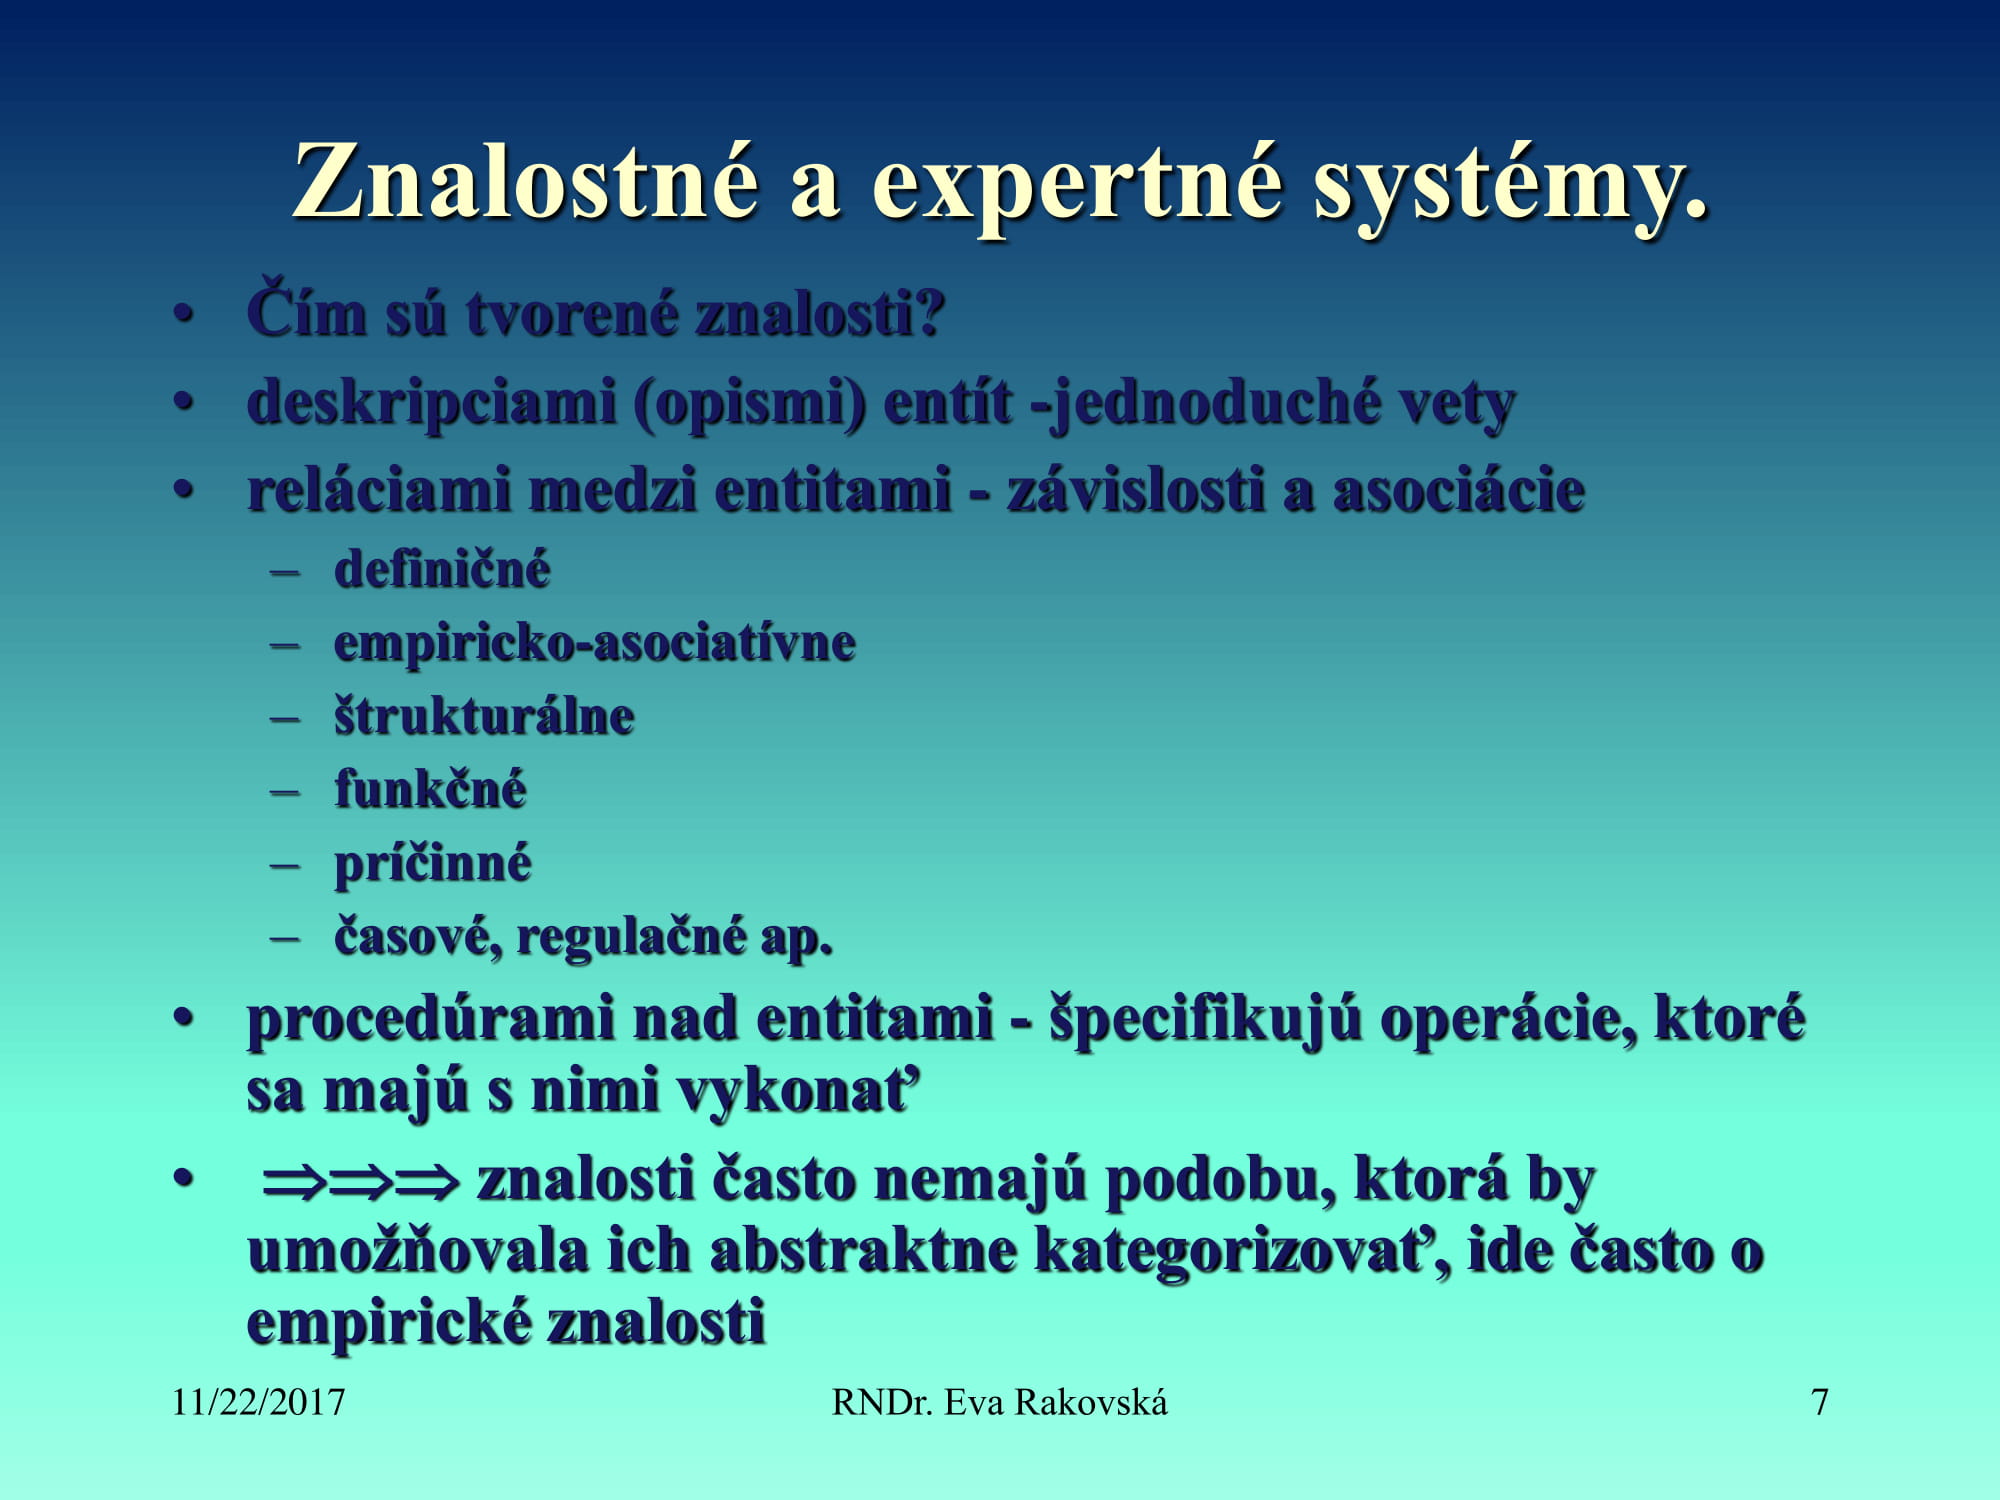 Znalostné a expertné systémy.
• Čím sú tvorené znalosti?
• deskripciami (opismi) entít -jednoduché vety
• reláciami medzi entitami - závislosti a asociácie
– definičné
– empiricko-asociatívne
– štrukturálne
– funkčné
– príčinné
– časové, regulačné ap.
• procedúrami nad entitami - špecifikujú operácie, ktoré
sa majú s nimi vykonať
• ⇒⇒⇒ znalosti často nemajú podobu, ktorá by
umožňovala ich abstraktne kategorizovať, ide často o
empirické znalosti
11/22/2017 RNDr. Eva Rakovská 7